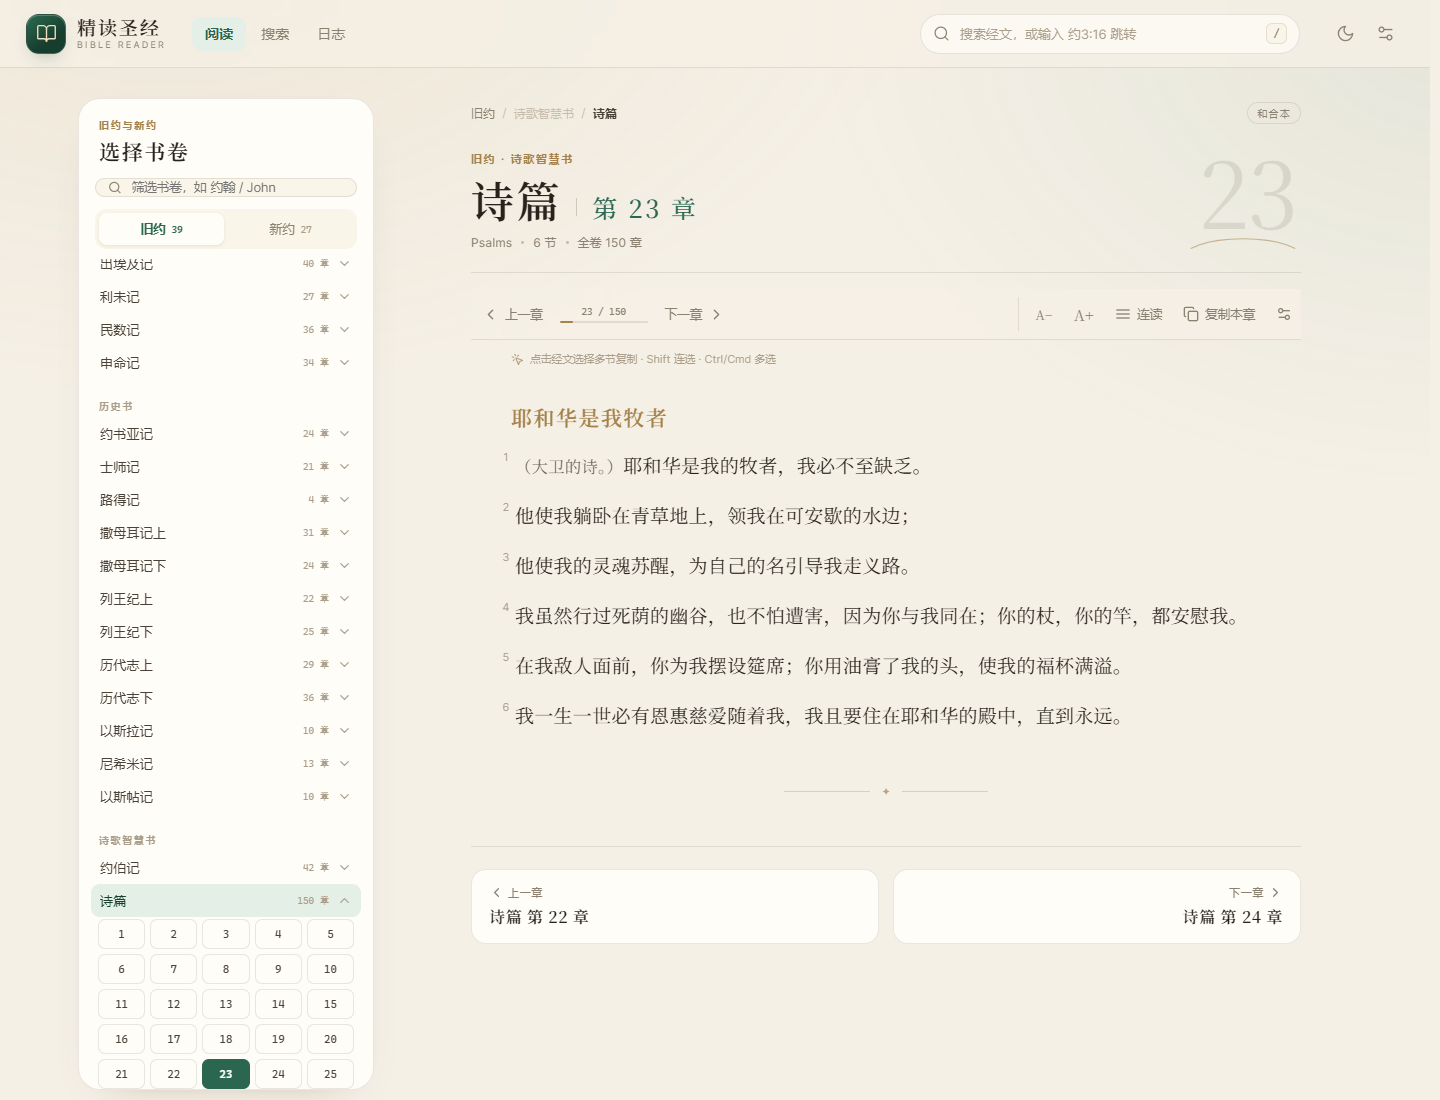 精读圣经
BIBLE READER
阅读 搜索 日志
搜索经文，或输入 约3:16 跳转 /
旧约与新约
选择书卷
筛选书卷，如 约翰 / John
旧约 39 新约 27
出埃及记 40 章
利未记 27 章
民数记 36 章
申命记 34 章
历史书
约书亚记 24 章
士师记 21 章
路得记 4 章
撒母耳记上 31 章
撒母耳记下 24 章
列王纪上 22 章
列王纪下 25 章
历代志上 29 章
历代志下 36 章
以斯拉记 10 章
尼希米记 13 章
以斯帖记 10 章
诗歌智慧书
约伯记 42 章
诗篇 150 章
1 2 3 4 5
6 7 8 9 10
11 12 13 14 15
16 17 18 19 20
21 22 23 24 25
旧约 / 诗歌智慧书 / 诗篇
和合本
旧约 · 诗歌智慧书
诗篇 第 23 章
23
Psalms • 6 节 • 全卷 150 章
上一章 23 / 150 下一章
A− A+ 连读 复制本章
点击经文选择多节复制 · Shift 连选 · Ctrl/Cmd 多选
耶和华是我牧者
1 （大卫的诗。）耶和华是我的牧者，我必不至缺乏。
2 他使我躺卧在青草地上，领我在可安歇的水边；
3 他使我的灵魂苏醒，为自己的名引导我走义路。
4 我虽然行过死荫的幽谷，也不怕遭害，因为你与我同在；你的杖，你的竿，都安慰我。
5 在我敌人面前，你为我摆设筵席；你用油膏了我的头，使我的福杯满溢。
6 我一生一世必有恩惠慈爱随着我，我且要住在耶和华的殿中，直到永远。
上一章
诗篇 第 22 章
下一章
诗篇 第 24 章